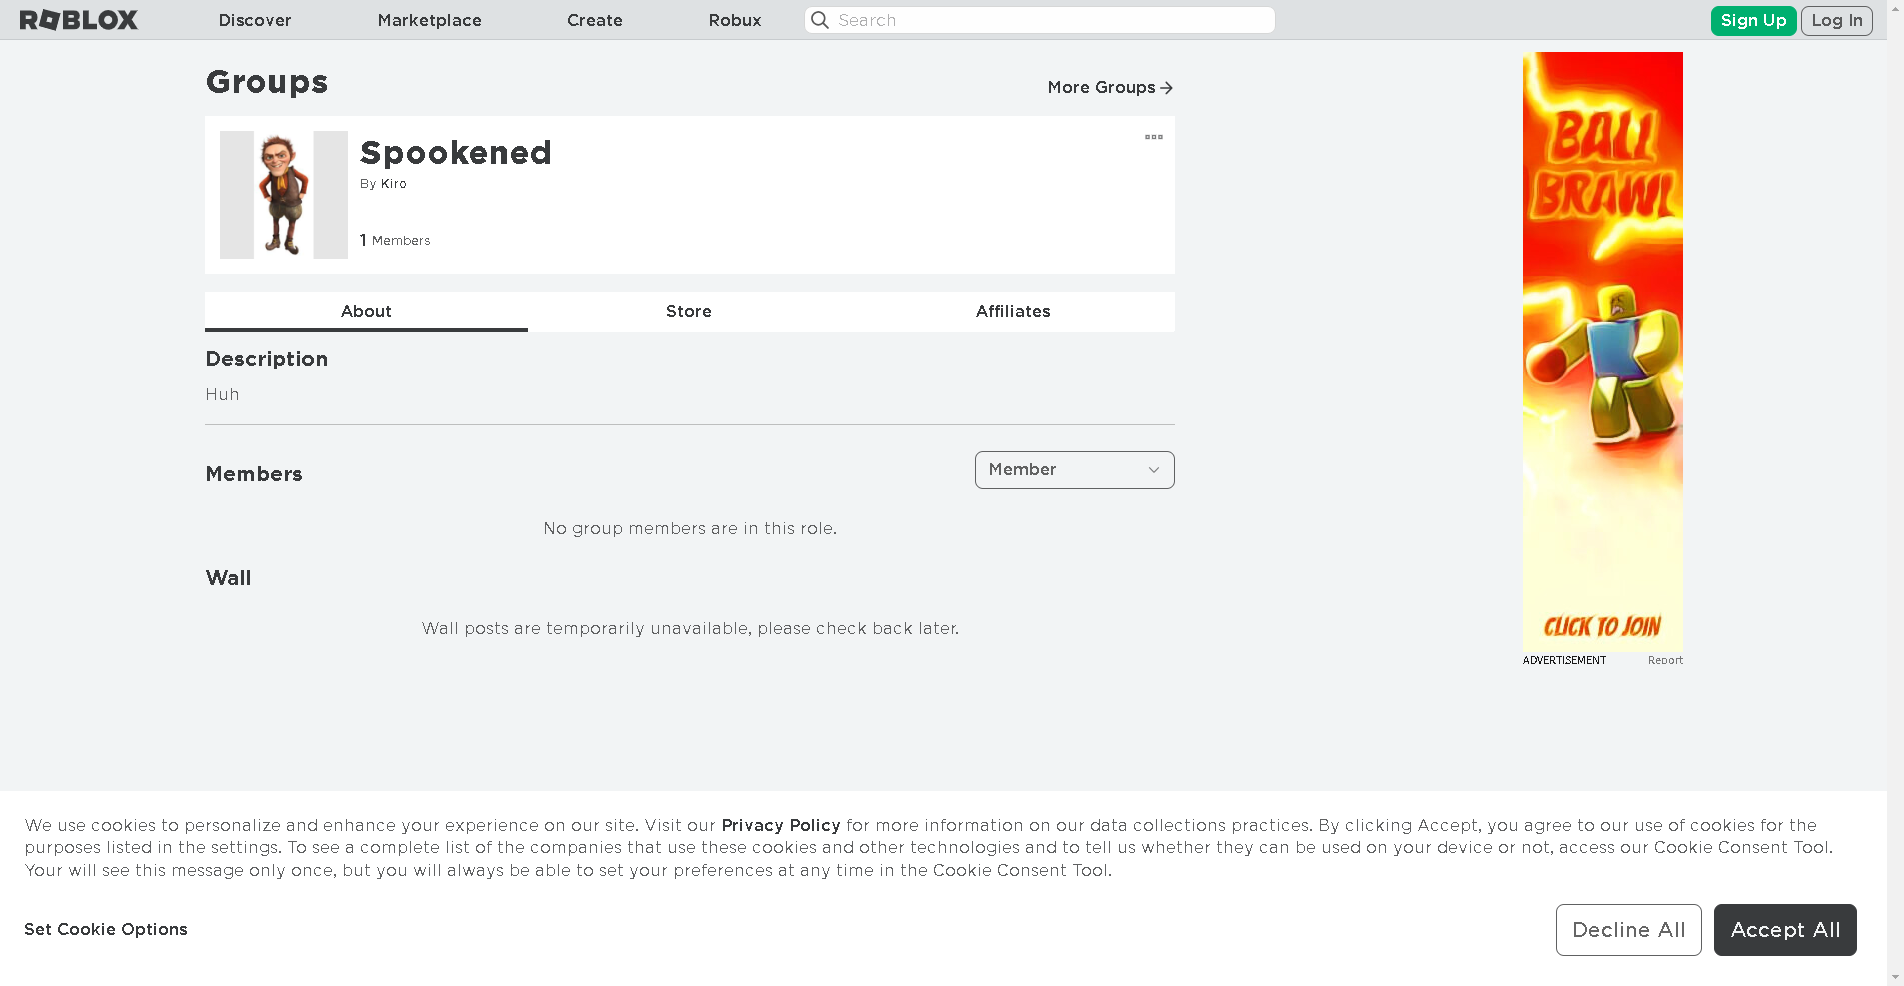 ROBLOX Discover Marketplace Create Robux Search Sign Up Log In
Groups
More Groups
Spookened
By Kiro
1 Members
About Store Affiliates
Description
Huh
Members
Member
No group members are in this role.
Wall
Wall posts are temporarily unavailable, please check back later.
BALL
BRAWL
CLICK TO JOIN
ADVERTISEMENT Report
We use cookies to personalize and enhance your experience on our site. Visit our Privacy Policy for more information on our data collections practices. By clicking Accept, you agree to our use of cookies for the
purposes listed in the settings. To see a complete list of the companies that use these cookies and other technologies and to tell us whether they can be used on your device or not, access our Cookie Consent Tool.
Your will see this message only once, but you will always be able to set your preferences at any time in the Cookie Consent Tool.
Set Cookie Options
Decline All
Accept All